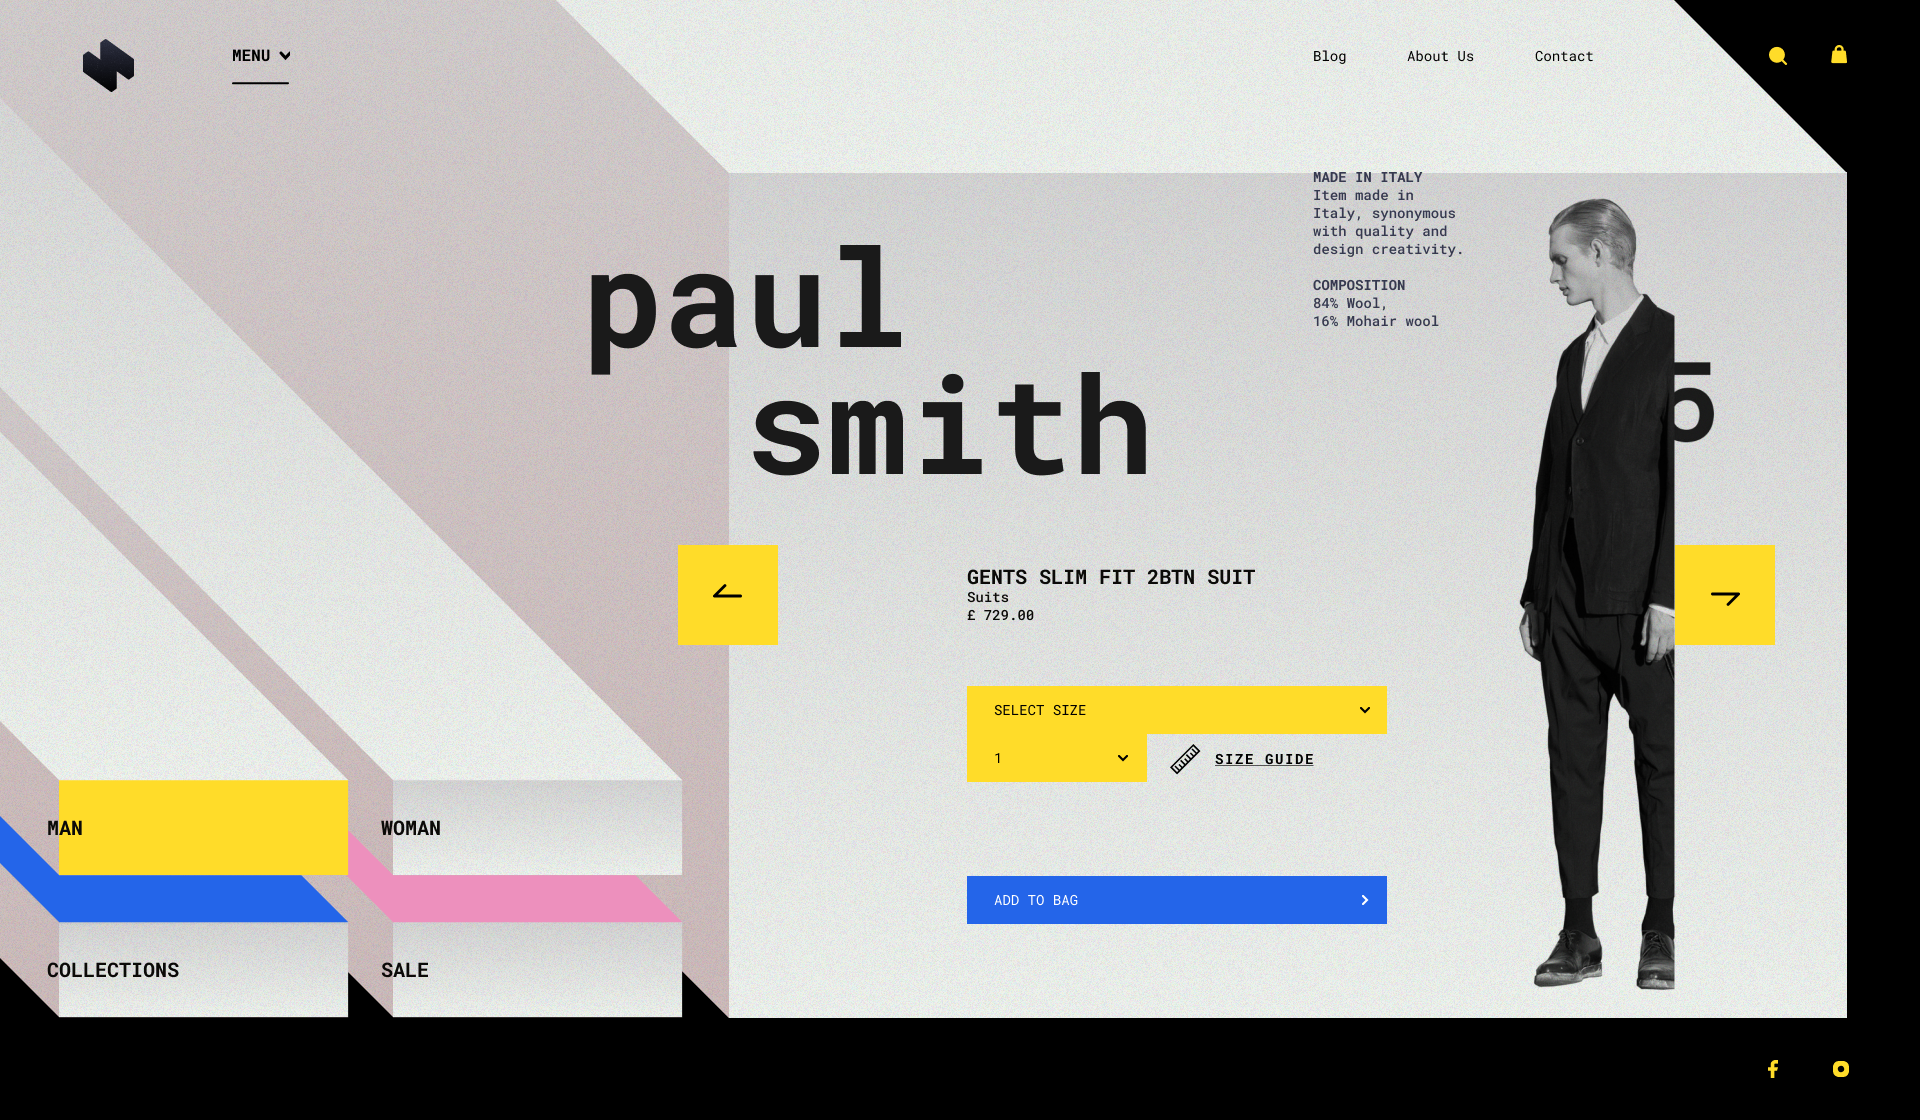 MENU
Blog
About Us
Contact
MADE IN ITALY
Item made in
Italy, synonymous
with quality and
design creativity.
COMPOSITION
84% Wool,
16% Mohair wool
paul
smith
5
GENTS SLIM FIT 2BTN SUIT
Suits
£ 729.00
SELECT SIZE
1
SIZE GUIDE
MAN
WOMAN
ADD TO BAG
COLLECTIONS
SALE